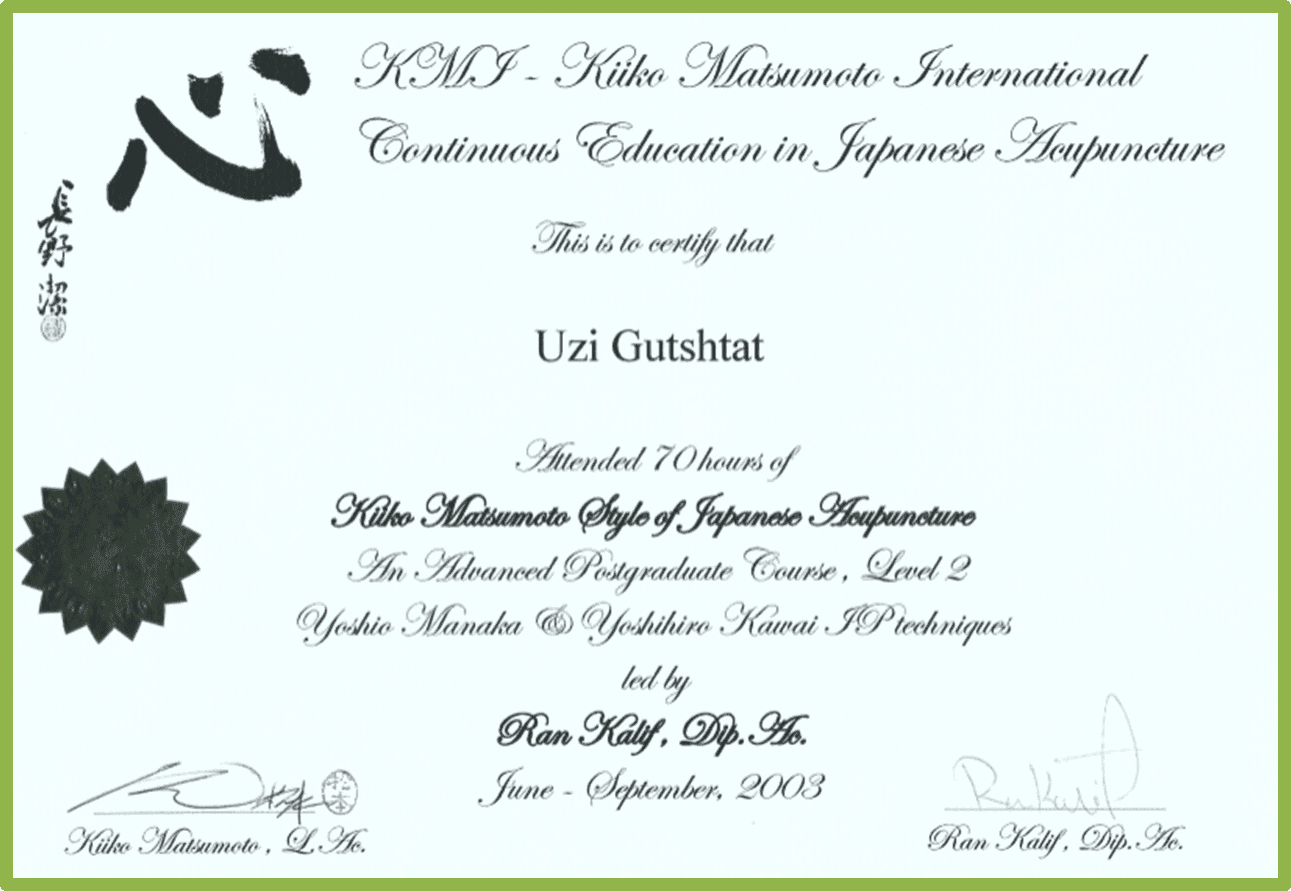 心
長野潔
KMI - Kiiko Matsumoto International
Continuous Education in Japanese Acupuncture
This is to certify that
Uzi Gutshtat
Attended 70 hours of
Kiiko Matsumoto Style of Japanese Acupuncture
An Advanced Postgraduate Course, Level 2
Yoshio Manaka & Yoshihiro Kawai IP techniques
led by
Ran Kalif, Dip. Ac.
June - September, 2003
Ran Kalif
Kiiko Matsumoto, L. Ac.
Ran Kalif, Dip. Ac.